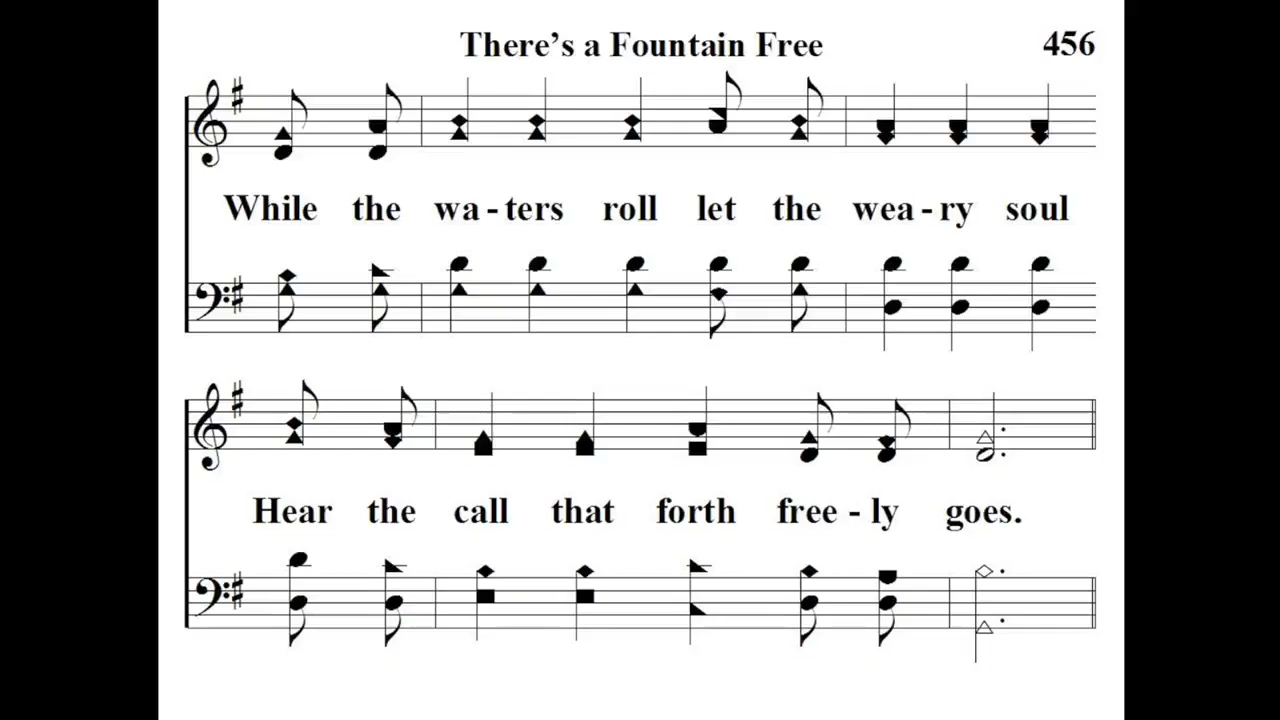 There’s a Fountain Free 456
While the wa - ters roll let the wea - ry soul
Hear the call that forth free - ly goes.